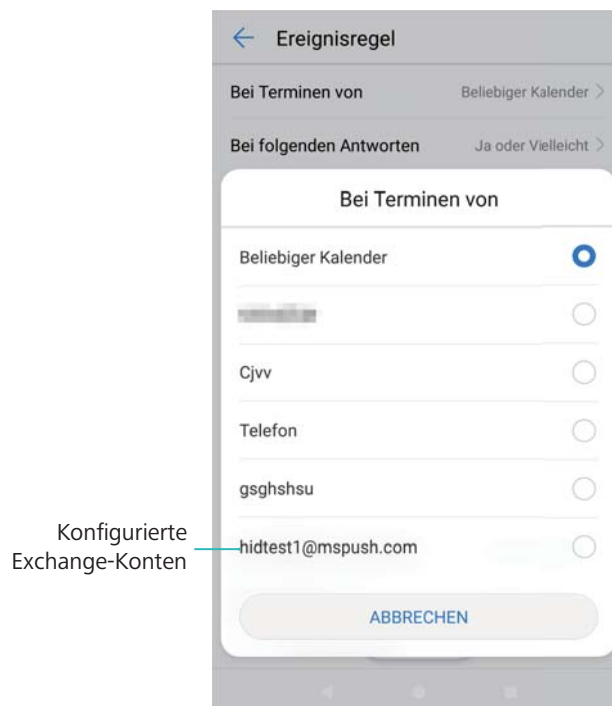 Ereignisregel
Bei Terminen von Beliebiger Kalender
Bei folgenden Antworten Ja oder Vielleicht
Bei Terminen von
Beliebiger Kalender
Cjvv
Telefon
gsghshsu
Konfigurierte
Exchange-Konten
hidtest1@mspush.com
ABBRECHEN